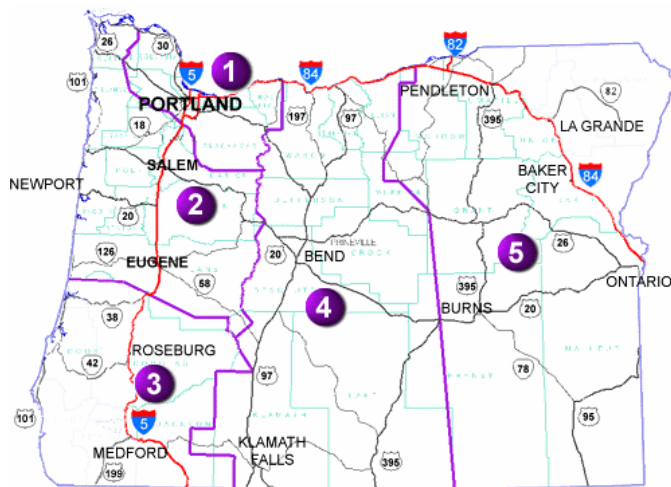 26
30
82
101
5
1
84
PORTLAND
PENDLETON
197
97
395
82
18
LA GRANDE
SALEM
BAKER
CITY
84
NEWPORT
2
20
PRINEVILLE
CROOK
5
26
126
EUGENE
20
BEND
ONTARIO
58
395
4
BURNS
20
38
ROSEBURG
42
3
97
78
101
5
95
KLAMATH
MEDFORD
KLAMATH
FALLS
199
395